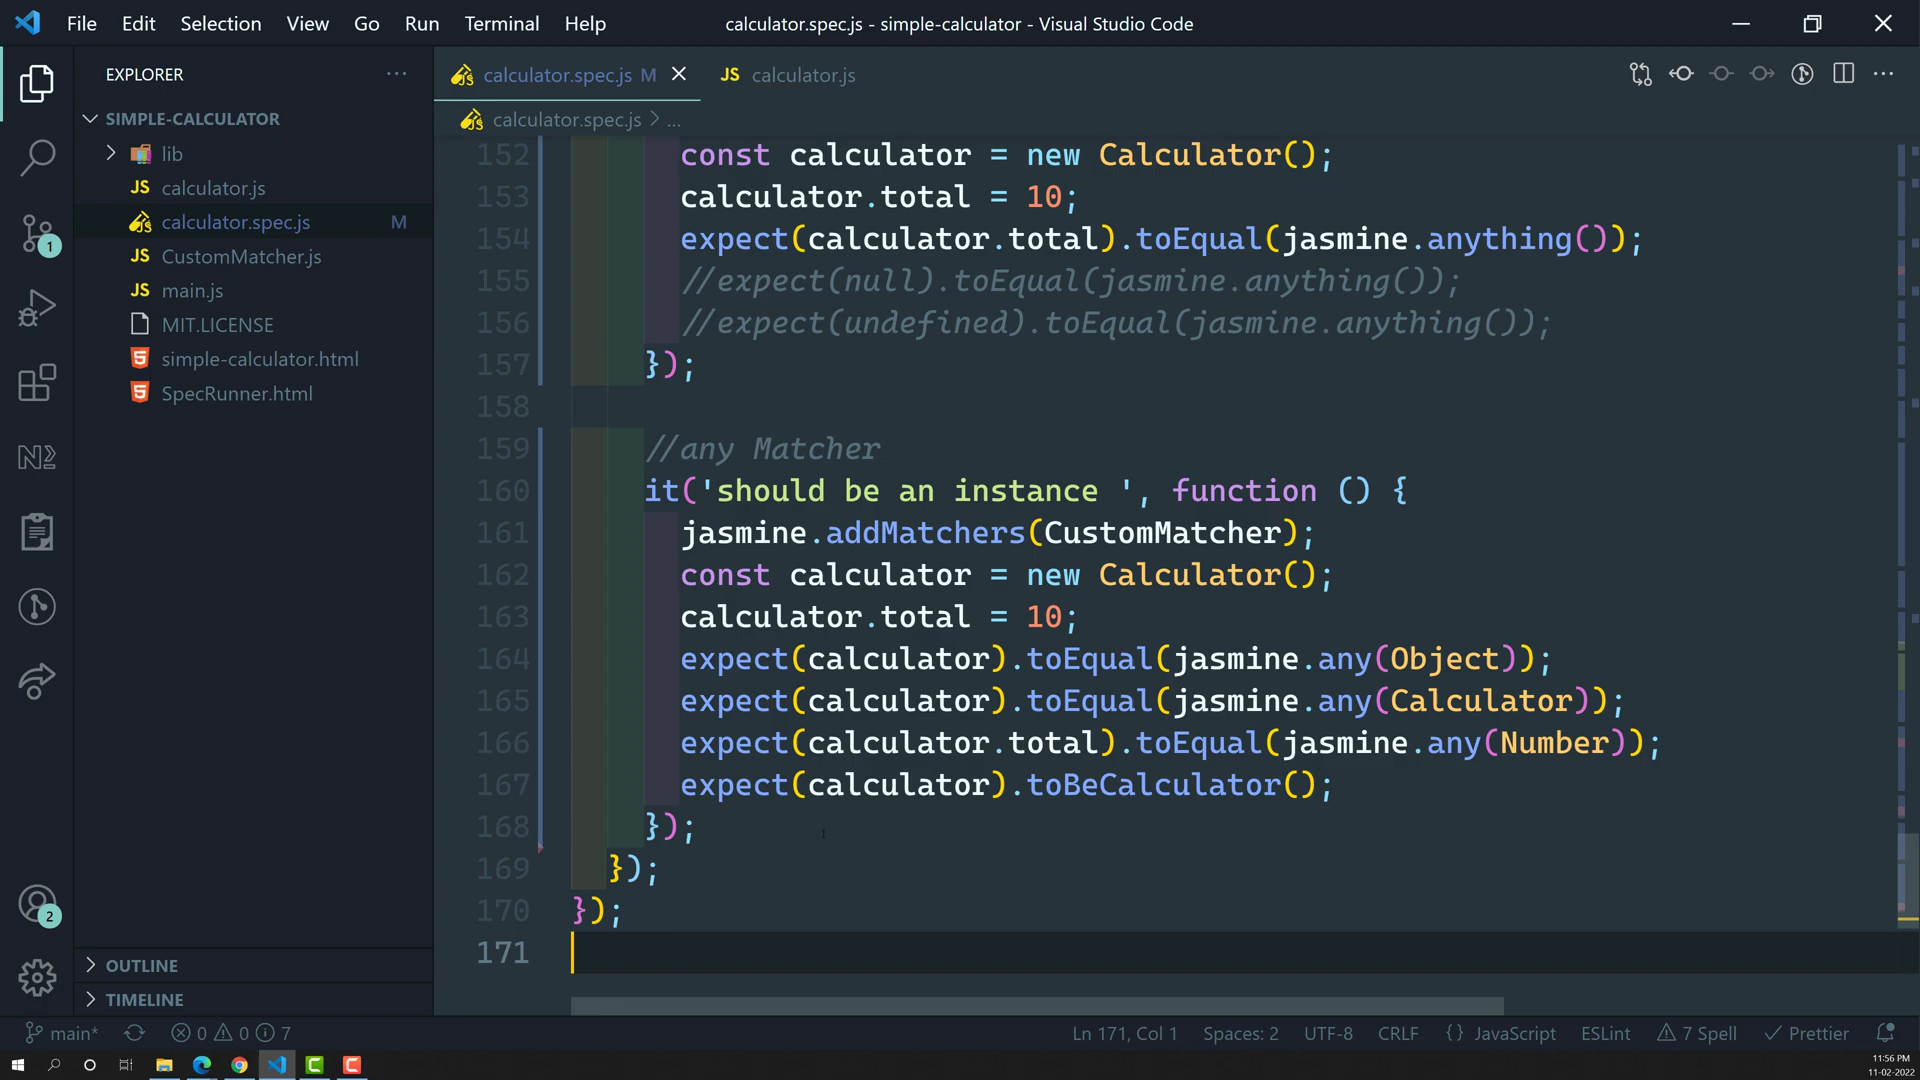 File Edit Selection View Go Run Terminal Help
calculator.spec.js - simple-calculator - Visual Studio Code
EXPLORER
SIMPLE-CALCULATOR
lib
JS calculator.js
calculator.spec.js M
JS CustomMatcher.js
JS main.js
MIT.LICENSE
simple-calculator.html
SpecRunner.html
OUTLINE
TIMELINE
1
2
calculator.spec.js M
JS calculator.js
calculator.spec.js > ...
152 const calculator = new Calculator();
153 calculator.total = 10;
154 expect(calculator.total).toEqual(jasmine.anything());
155 //expect(null).toEqual(jasmine.anything());
156 //expect(undefined).toEqual(jasmine.anything());
157 });
158
159 //any Matcher
160 it('should be an instance ', function () {
161 jasmine.addMatchers(CustomMatcher);
162 const calculator = new Calculator();
163 calculator.total = 10;
164 expect(calculator).toEqual(jasmine.any(Object));
165 expect(calculator).toEqual(jasmine.any(Calculator));
166 expect(calculator.total).toEqual(jasmine.any(Number));
167 expect(calculator).toBeCalculator();
168 });
169 });
170 });
171
main* 0 0 7 Ln 171, Col 1 Spaces: 2 UTF-8 CRLF {} JavaScript ESLint 7 Spell Prettier
11:56 PM
11-02-2022